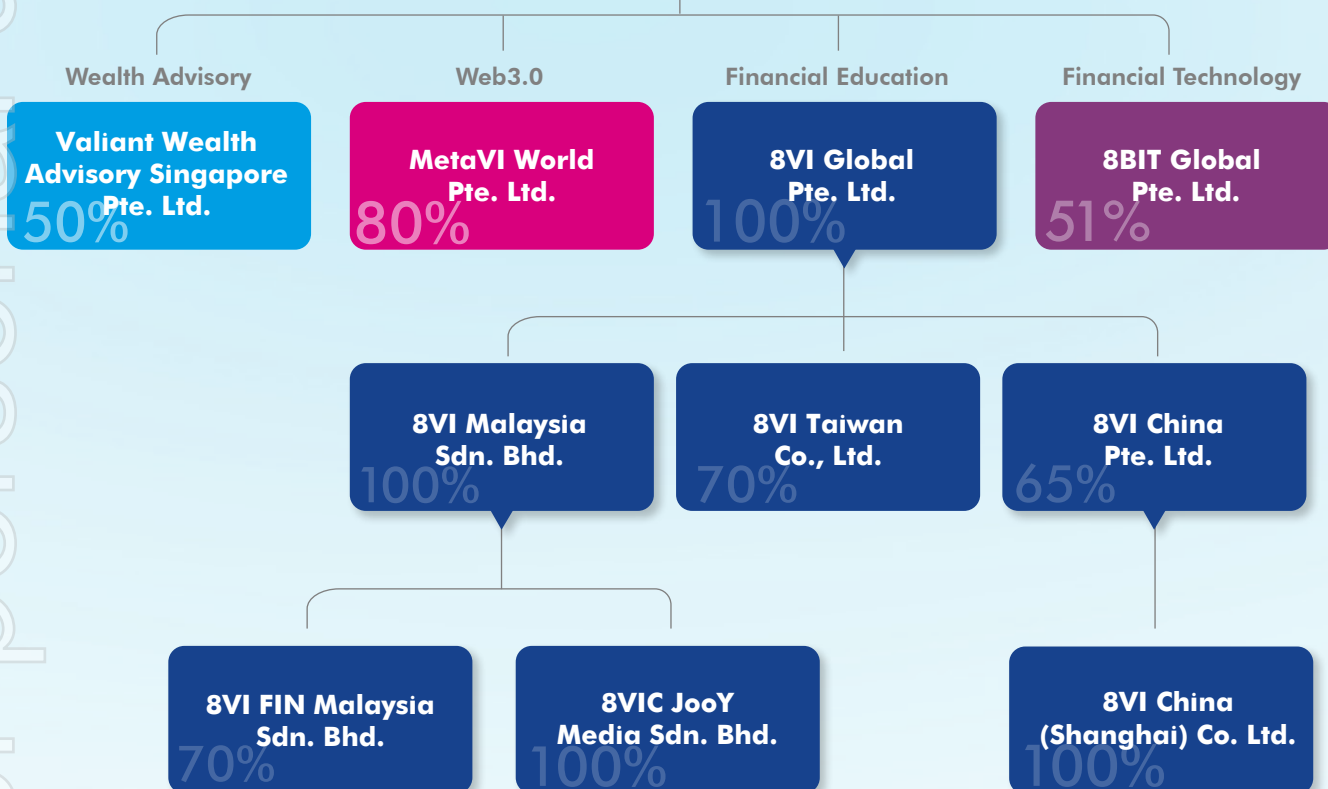 Wealth Advisory
Web3.0
Financial Education
Financial Technology
Valiant Wealth
Advisory Singapore
Pte. Ltd.
50%
MetaVI World
Pte. Ltd.
80%
8VI Global
Pte. Ltd.
100%
8BIT Global
Pte. Ltd.
51%
8VI Malaysia
Sdn. Bhd.
100%
8VI Taiwan
Co., Ltd.
70%
8VI China
Pte. Ltd.
65%
8VI FIN Malaysia
Sdn. Bhd.
70%
8VIC JooY
Media Sdn. Bhd.
100%
8VI China
(Shanghai) Co. Ltd.
100%